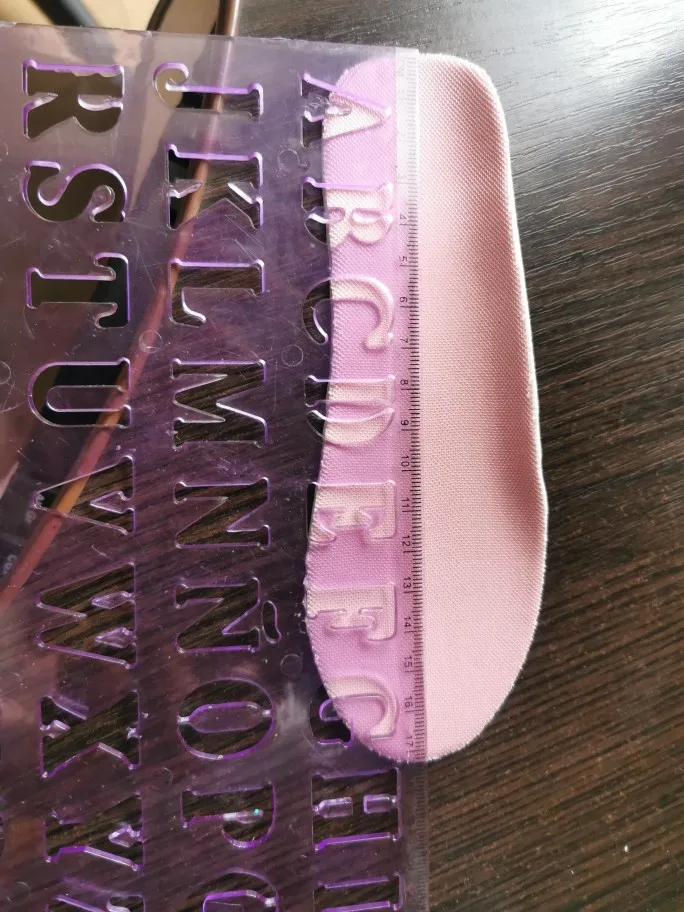 A B C D E F G H
J K L M N Ñ O P
R S T U V W X Y
4 5 6 7 8 9 10 11 12 13 14 15 16 17